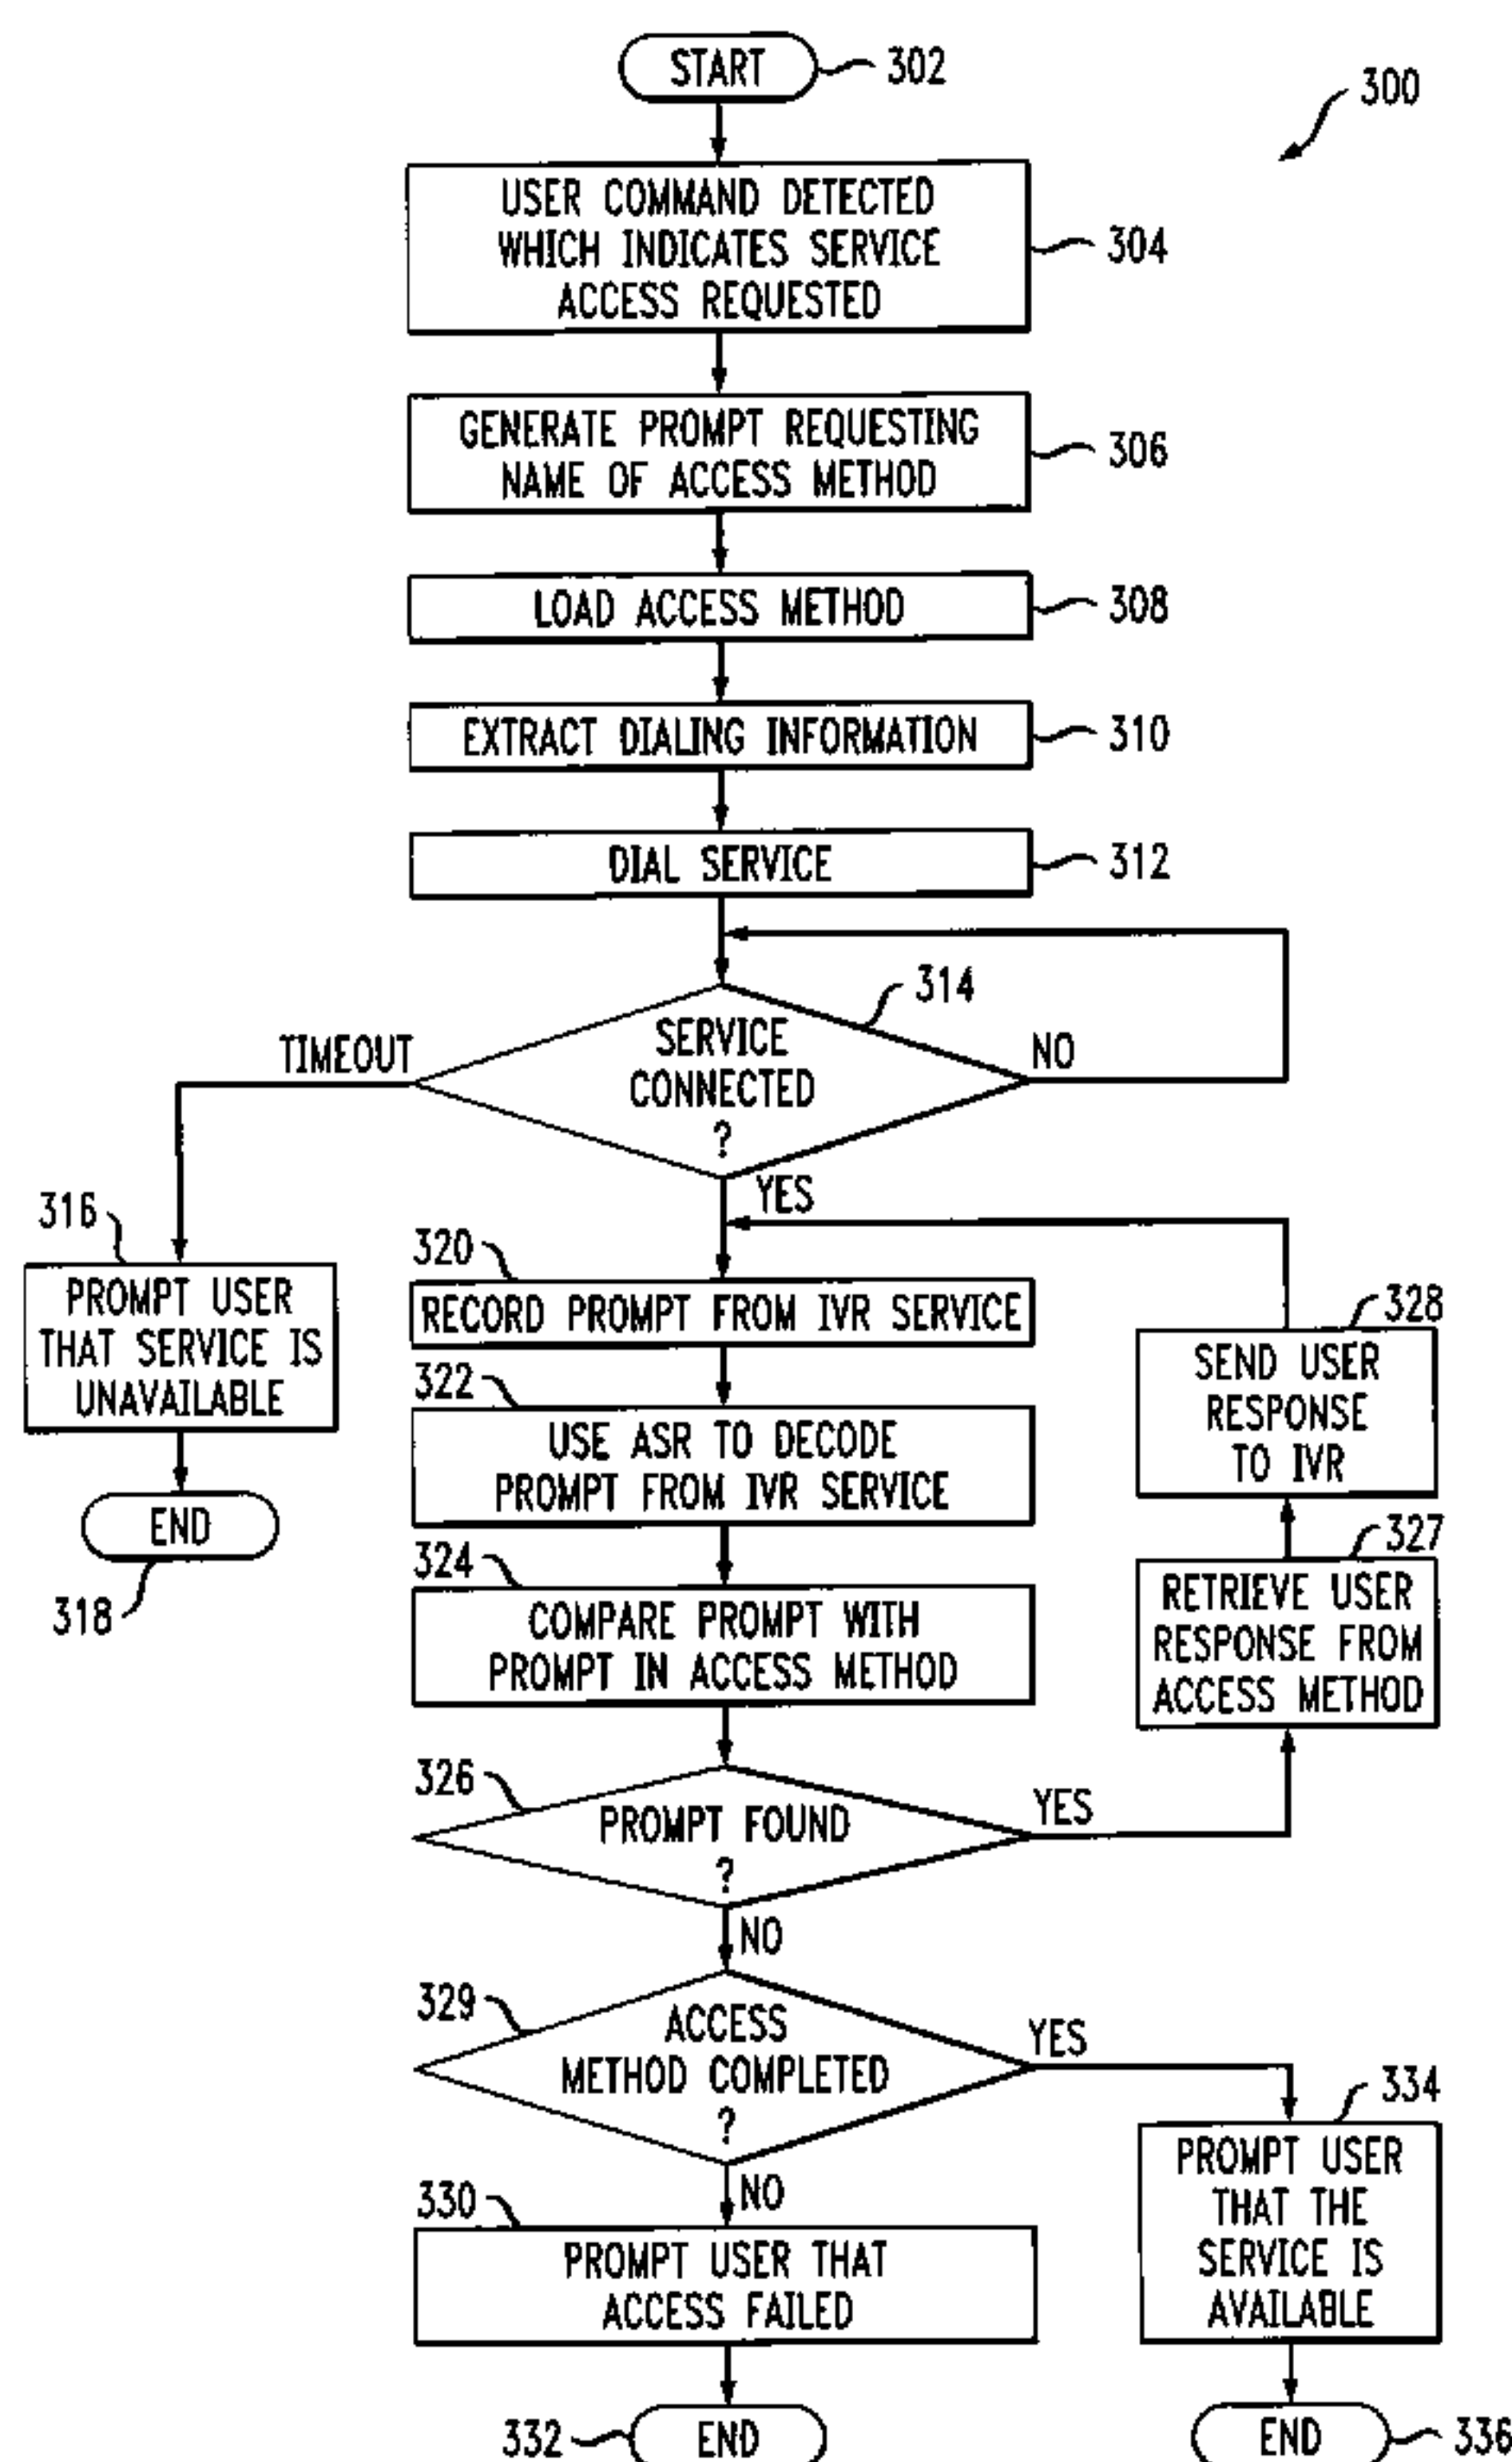 START
302
300
USER COMMAND DETECTED
WHICH INDICATES SERVICE
ACCESS REQUESTED
304
GENERATE PROMPT REQUESTING
NAME OF ACCESS METHOD
306
LOAD ACCESS METHOD
308
EXTRACT DIALING INFORMATION
310
DIAL SERVICE
312
314
SERVICE
CONNECTED
?
TIMEOUT
NO
YES
316
PROMPT USER
THAT SERVICE IS
UNAVAILABLE
END
318
320
RECORD PROMPT FROM IVR SERVICE
322
USE ASR TO DECODE
PROMPT FROM IVR SERVICE
324
COMPARE PROMPT WITH
PROMPT IN ACCESS METHOD
328
SEND USER
RESPONSE
TO IVR
327
RETRIEVE USER
RESPONSE FROM
ACCESS METHOD
326
PROMPT FOUND
?
YES
NO
329
ACCESS
METHOD COMPLETED
?
YES
NO
334
PROMPT USER
THAT THE
SERVICE IS
AVAILABLE
330
PROMPT USER THAT
ACCESS FAILED
332
END
END
336